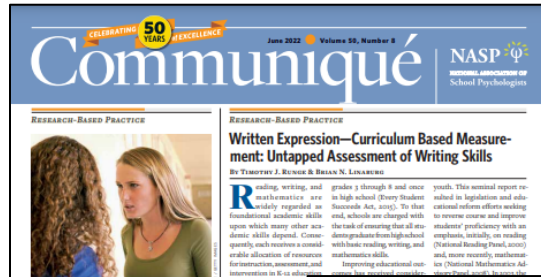 CELEBRATING 50 YEARS of EXCELLENCE
June 2022 Volume 50, Number 8
Communiqué
NASP
NATIONAL ASSOCIATION OF
School Psychologists
RESEARCH-BASED PRACTICE
RESEARCH-BASED PRACTICE
Written Expression—Curriculum Based Measure-
ment: Untapped Assessment of Writing Skills
BY TIMOTHY J. RUNGE & BRIAN N. LINABURG
Reading, writing, and
mathematics are
widely regarded as
foundational academic skills
upon which many other aca-
demic skills depend. Conse-
quently, each receives a consid-
erable allocation of resources
for instruction, assessment, and
intervention in K-12 education
grades 3 through 8 and once
in high school (Every Student
Succeeds Act, 2015). To that
end, schools are charged with
the task of ensuring that all stu-
dents graduate from high school
with basic reading, writing, and
mathematics skills.
Improving educational out-
comes has received consider-
youth. This seminal report re-
sulted in legislation and edu-
cational reform efforts seeking
to reverse course and improve
students' proficiency with an
emphasis, initially, on reading
(National Reading Panel, 2000)
and, more recently, mathemat-
ics (National Mathematics Ad-
visory Panel, 2008). In 2003 the